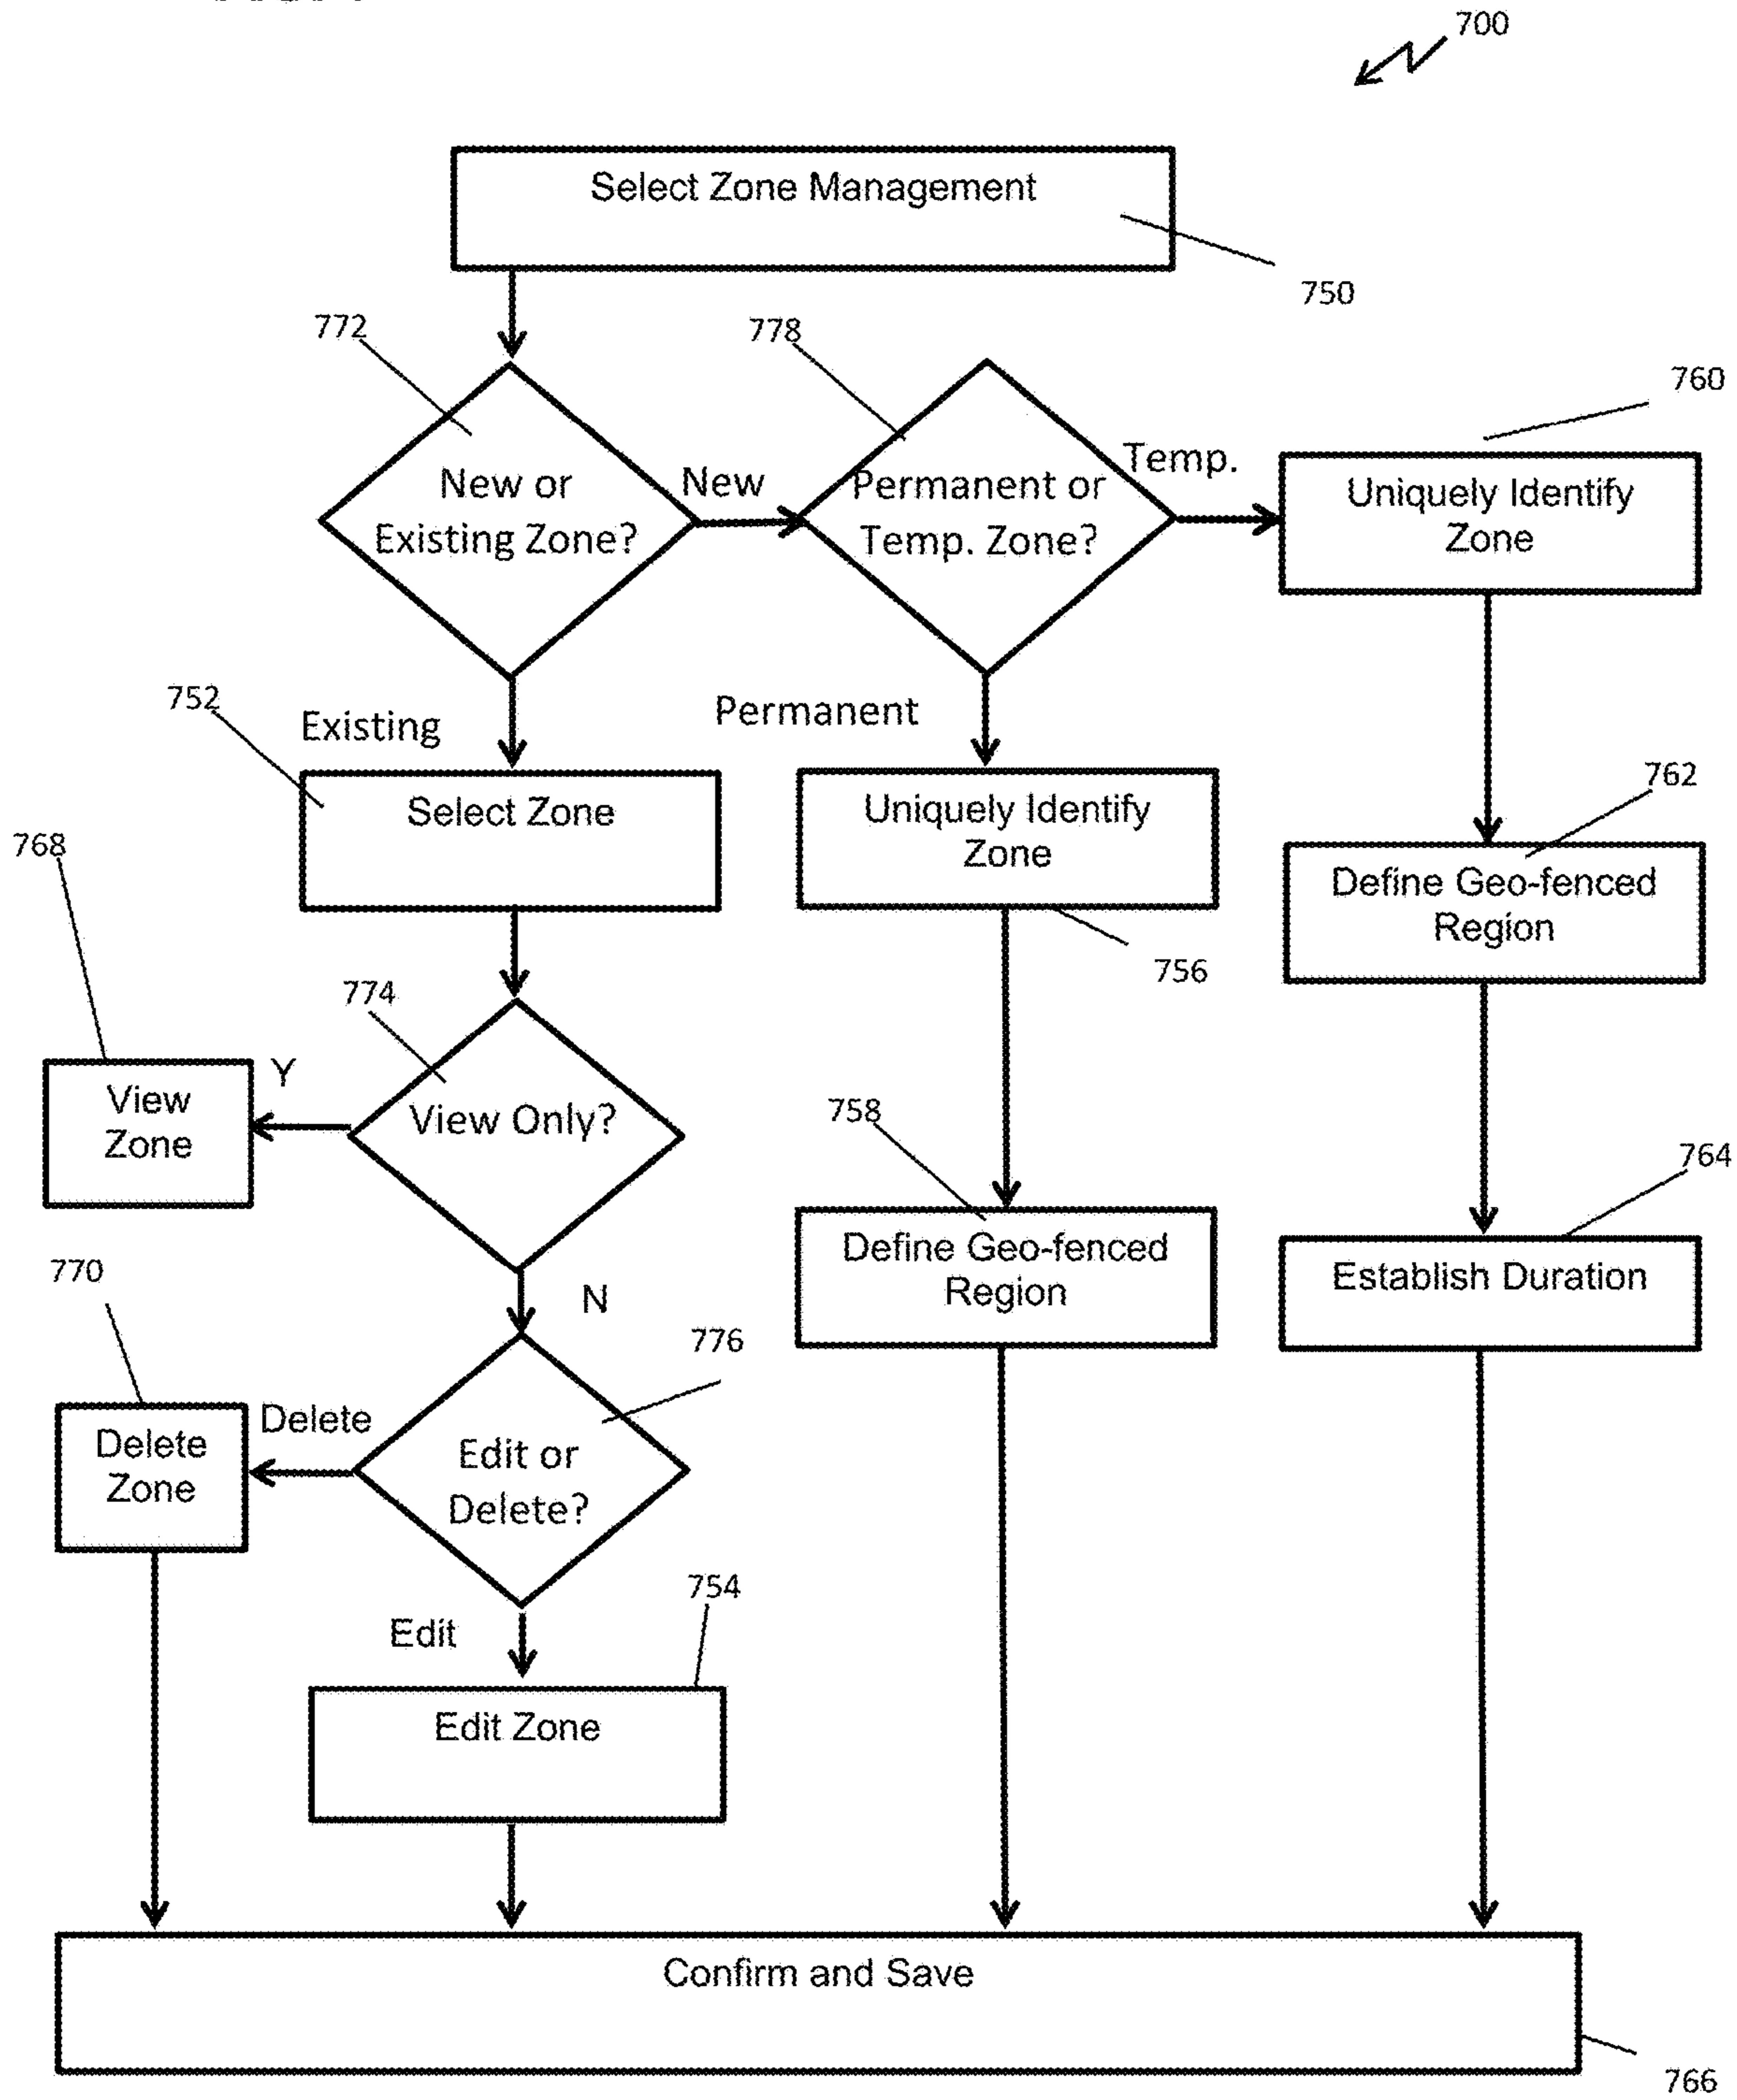 700
Select Zone Management
750
772
778
760
New or
Existing Zone?
New
Permanent or
Temp. Zone?
Temp.
Uniquely Identify
Zone
752
Existing
Permanent
Select Zone
Uniquely Identify
Zone
756
762
Define Geo-fenced
Region
768
774
View
Zone
Y
View Only?
N
758
Define Geo-fenced
Region
764
Establish Duration
770
776
Delete
Zone
Delete
Edit or
Delete?
754
Edit
Edit Zone
Confirm and Save
766